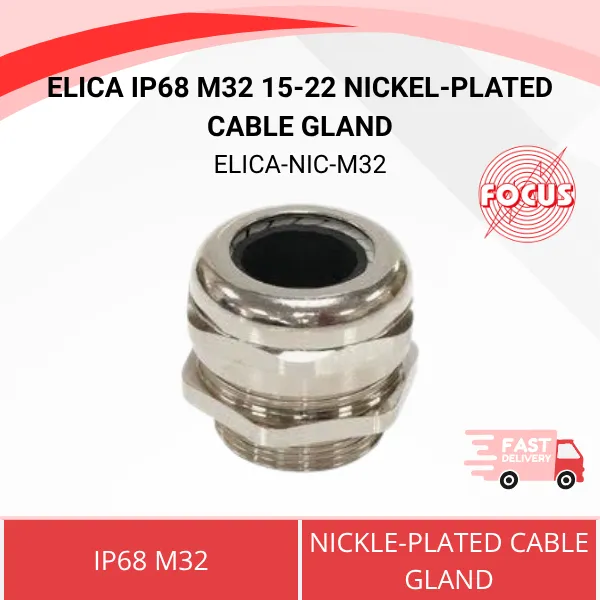 ELICA IP68 M32 15-22 NICKEL-PLATED
CABLE GLAND
ELICA-NIC-M32
FOCUS
FAST
DELIVERY
IP68 M32
NICKLE-PLATED CABLE
GLAND